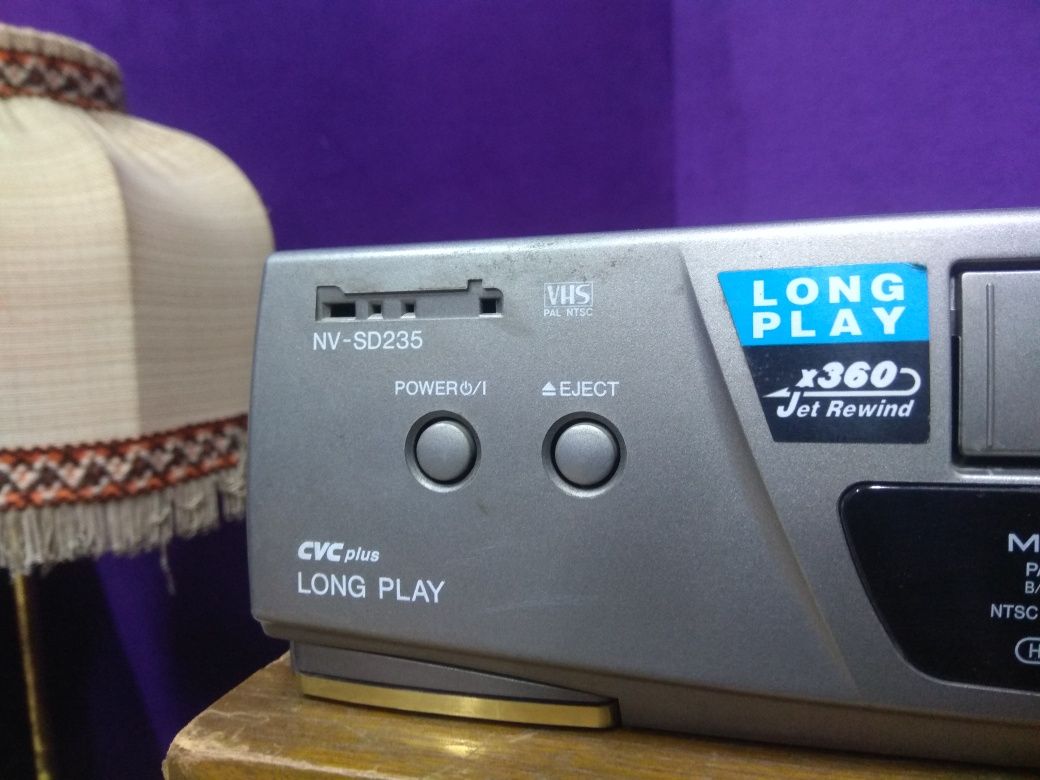 NV-SD235
VHS
PAL NTSC
POWER⏻/I
⏏EJECT
CVC plus
LONG PLAY
LONG
PLAY
x360
Jet Rewind
NTSC